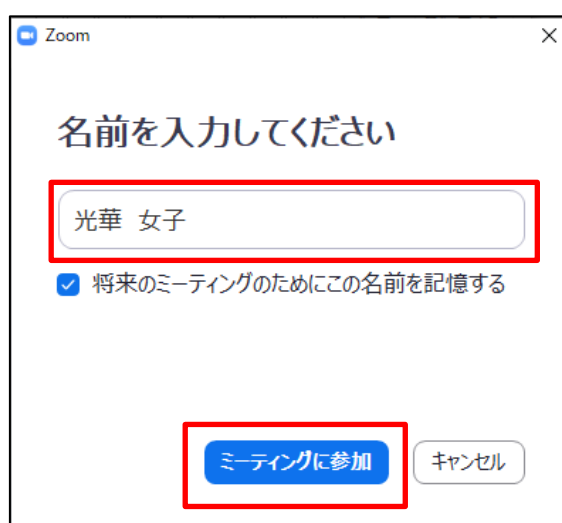 Zoom
名前を入力してください
光華 女子
将来のミーティングのためにこの名前を記憶する
ミーティングに参加 キャンセル